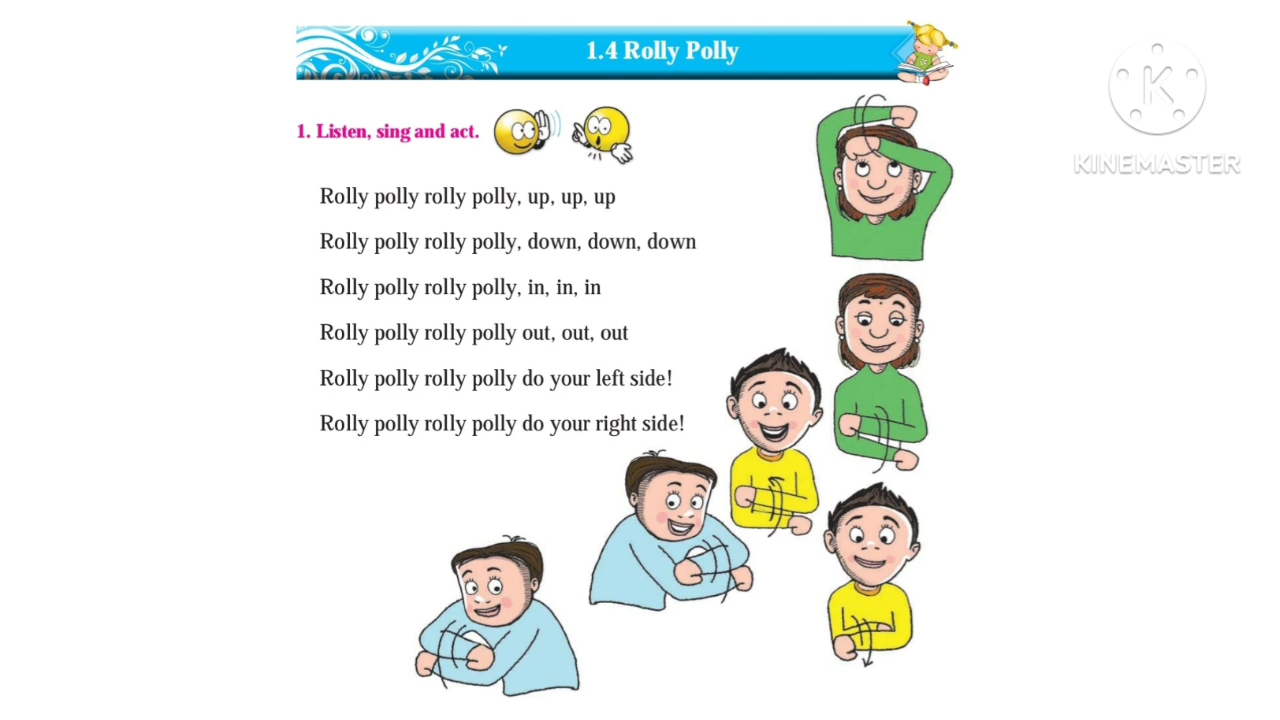 1.4 Rolly Polly
1. Listen, sing and act.
Rolly polly rolly polly, up, up, up
Rolly polly rolly polly, down, down, down
Rolly polly rolly polly, in, in, in
Rolly polly rolly polly out, out, out
Rolly polly rolly polly do your left side!
Rolly polly rolly polly do your right side!
K
KINEMASTER